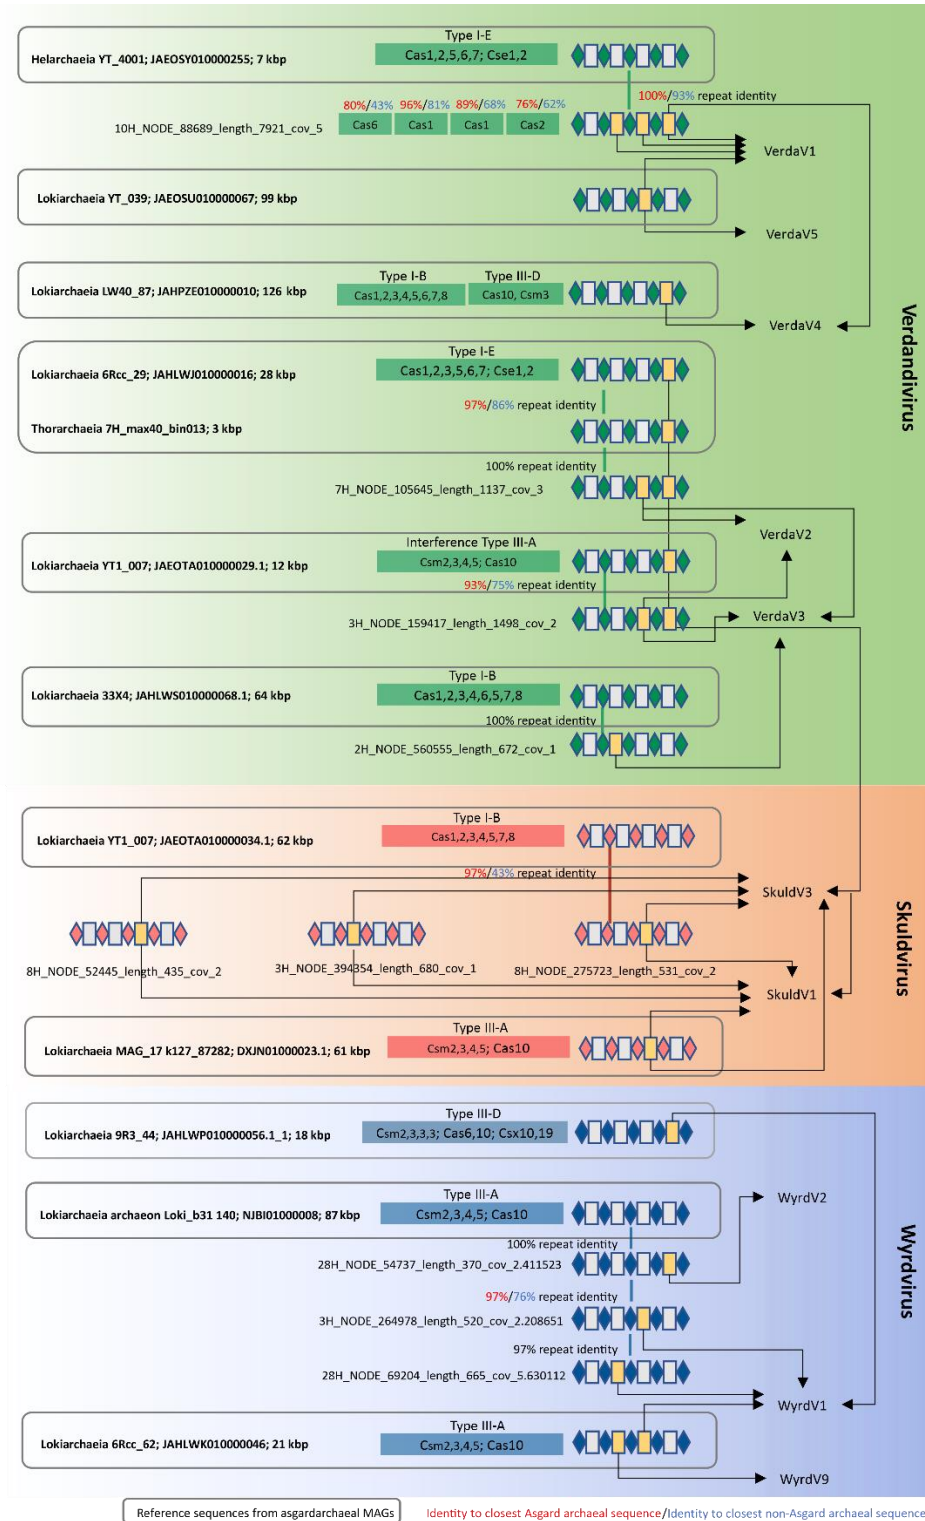 Type I-E
Helarchaeia YT_4001; JAEOSY010000255; 7 kbp
Cas1,2,5,6,7; Cse1,2
100%/93% repeat identity
80%/43% 96%/81% 89%/68% 76%/62%
10H_NODE_88689_length_7921_cov_5
Cas6 Cas1 Cas1 Cas2
VerdaV1
Lokiarchaeia YT_039; JAEOSU010000067; 99 kbp
VerdaV5
Type I-B Type III-D
Lokiarchaeia LW40_87; JAHPZE010000010; 126 kbp
Cas1,2,3,4,5,6,7,8 Cas10, Csm3
VerdaV4
Verdandivirus
Type I-E
Lokiarchaeia 6Rcc_29; JAHLWJ010000016; 28 kbp
Cas1,2,3,5,6,7; Cse1,2
97%/86% repeat identity
Thorarchaeia 7H_max40_bin013; 3 kbp
100% repeat identity
7H_NODE_105645_length_1137_cov_3
VerdaV2
Interference Type III-A
Lokiarchaeia YT1_007; JAEOTA010000029.1; 12 kbp
Csm2,3,4,5; Cas10
93%/75% repeat identity
3H_NODE_159417_length_1498_cov_2
VerdaV3
Type I-B
Lokiarchaeia 33X4; JAHLWS010000068.1; 64 kbp
Cas1,2,3,4,6,5,7,8
100% repeat identity
2H_NODE_560555_length_672_cov_1
Type I-B
Lokiarchaeia YT1_007; JAEOTA010000034.1; 62 kbp
Cas1,2,3,4,5,7,8
97%/43% repeat identity
SkuldV3
Skuldvirus
8H_NODE_52445_length_435_cov_2
3H_NODE_394354_length_680_cov_1
8H_NODE_275723_length_531_cov_2
SkuldV1
Type III-A
Lokiarchaeia MAG_17 k127_87282; DXJN01000023.1; 61 kbp
Csm2,3,4,5; Cas10
Type III-D
Lokiarchaeia 9R3_44; JAHLWP010000056.1_1; 18 kbp
Csm2,3,3,3; Cas6,10; Csx10,19
Type III-A
WyrdV2
Lokiarchaeia archaeon Loki_b31 140; NJBI01000008; 87 kbp
Csm2,3,4,5; Cas10
Wyrdvirus
100% repeat identity
28H_NODE_54737_length_370_cov_2.411523
97%/76% repeat identity
3H_NODE_264978_length_520_cov_2.208651
97% repeat identity
28H_NODE_69204_length_665_cov_5.630112
WyrdV1
Type III-A
Lokiarchaeia 6Rcc_62; JAHLWK010000046; 21 kbp
Csm2,3,4,5; Cas10
WyrdV9
Reference sequences from asgardarchaeal MAGs
Identity to closest Asgard archaeal sequence/Identity to closest non-Asgard archaeal sequence